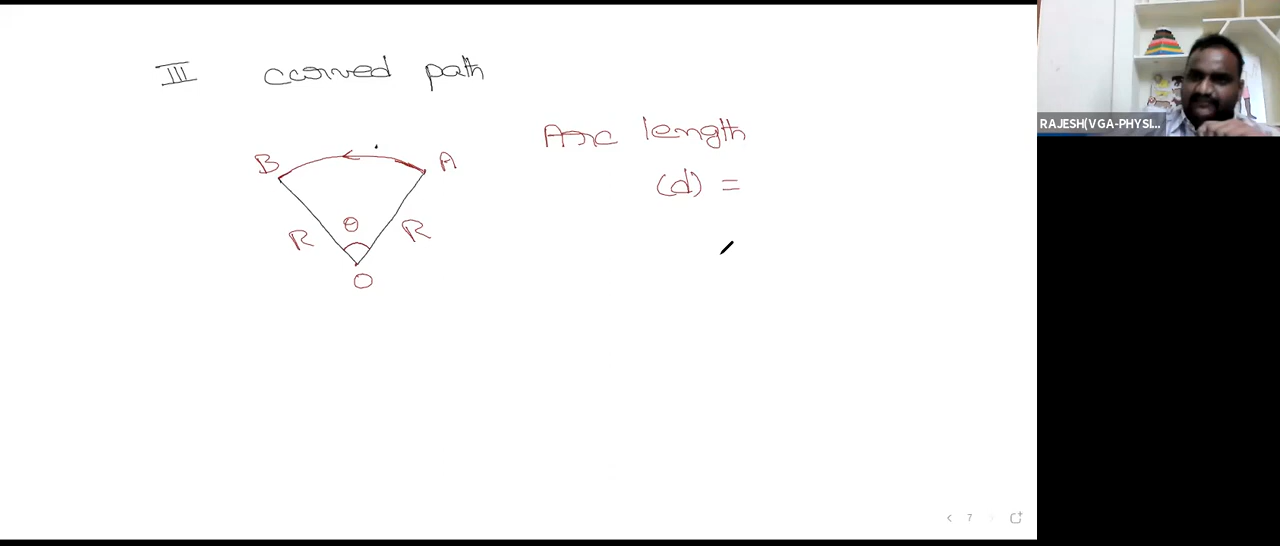 III curved path
Arc length
(d) =
B
A
θ
R
R
O
RAJESH(VGA-PHYSI...
7